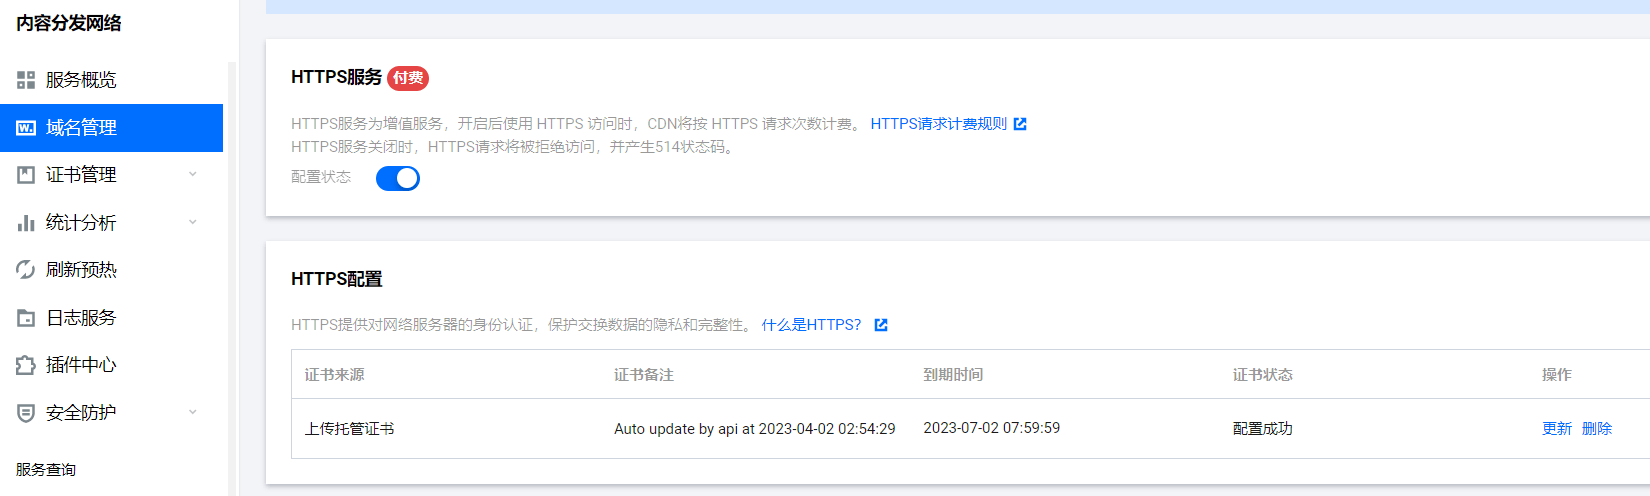 内容分发网络
服务概览
域名管理
证书管理
统计分析
刷新预热
日志服务
插件中心
安全防护
服务查询
HTTPS服务 付费
HTTPS服务为增值服务，开启后使用 HTTPS 访问时，CDN将按 HTTPS 请求次数计费。 HTTPS请求计费规则
HTTPS服务关闭时，HTTPS请求将被拒绝访问，并产生514状态码。
配置状态
HTTPS配置
HTTPS提供对网络服务器的身份认证，保护交换数据的隐私和完整性。 什么是HTTPS？
证书来源 证书备注 到期时间 证书状态 操作
上传托管证书 Auto update by api at 2023-04-02 02:54:29 2023-07-02 07:59:59 配置成功 更新 删除